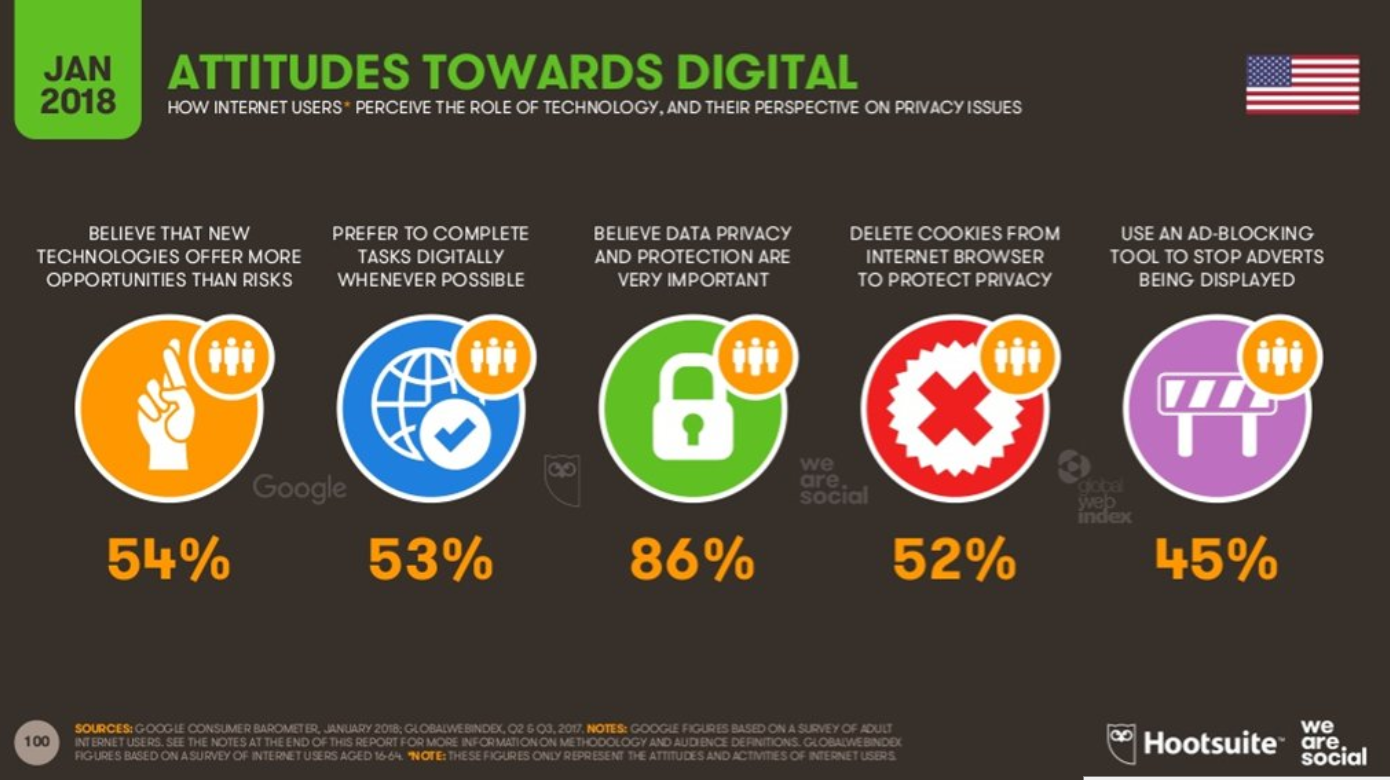 JAN
2018
ATTITUDES TOWARDS DIGITAL
HOW INTERNET USERS* PERCEIVE THE ROLE OF TECHNOLOGY, AND THEIR PERSPECTIVE ON PRIVACY ISSUES
BELIEVE THAT NEW
TECHNOLOGIES OFFER MORE
OPPORTUNITIES THAN RISKS
54%
PREFER TO COMPLETE
TASKS DIGITALLY
WHENEVER POSSIBLE
53%
BELIEVE DATA PRIVACY
AND PROTECTION ARE
VERY IMPORTANT
86%
DELETE COOKIES FROM
INTERNET BROWSER
TO PROTECT PRIVACY
52%
USE AN AD-BLOCKING
TOOL TO STOP ADVERTS
BEING DISPLAYED
45%
Google
we
are
social
global
web
index
100
SOURCES: GOOGLE CONSUMER BAROMETER, JANUARY 2018; GLOBALWEBINDEX, Q2 & Q3, 2017. NOTES: GOOGLE FIGURES BASED ON A SURVEY OF ADULT
INTERNET USERS. SEE THE NOTES AT THE END OF THIS REPORT FOR MORE INFORMATION ON METHODOLOGY AND AUDIENCE DEFINITIONS. GLOBALWEBINDEX
FIGURES BASED ON A SURVEY OF INTERNET USERS AGED 16-64. *NOTE: THESE FIGURES ONLY REPRESENT THE ATTITUDES AND ACTIVITIES OF INTERNET USERS.
Hootsuite™
we
are
social